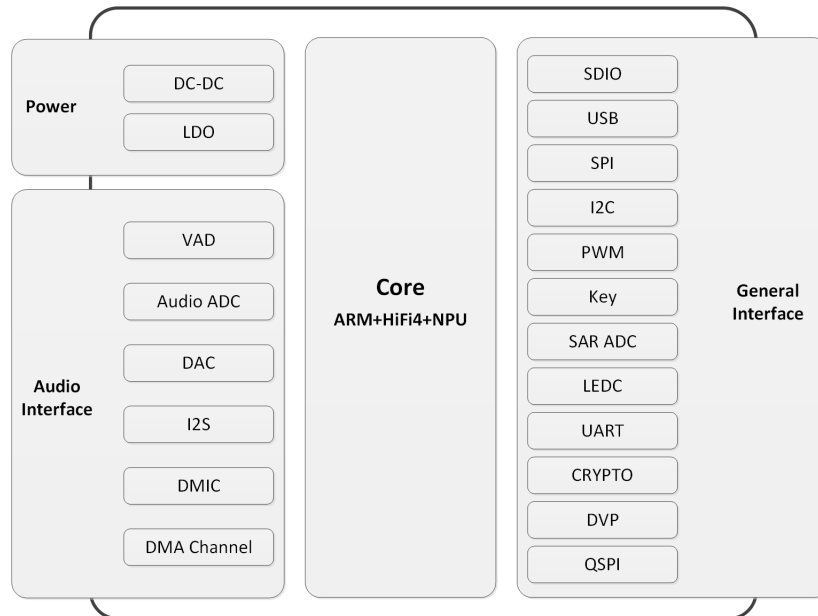 Power
DC-DC
LDO
Audio
Interface
VAD
Audio ADC
DAC
I2S
DMIC
DMA Channel
Core
ARM+HiFi4+NPU
SDIO
USB
SPI
I2C
PWM
Key
SAR ADC
LEDC
UART
CRYPTO
DVP
QSPI
General
Interface